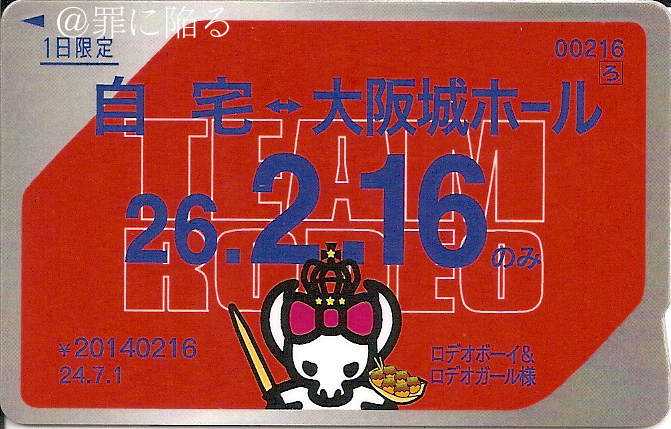 @罪に陥る
1日限定
00216
ろ
自宅↔大阪城ホール
TEAM
RODEO
26.2.16のみ
¥20140216
24.7.1
ロデオボーイ&
ロデオガール様